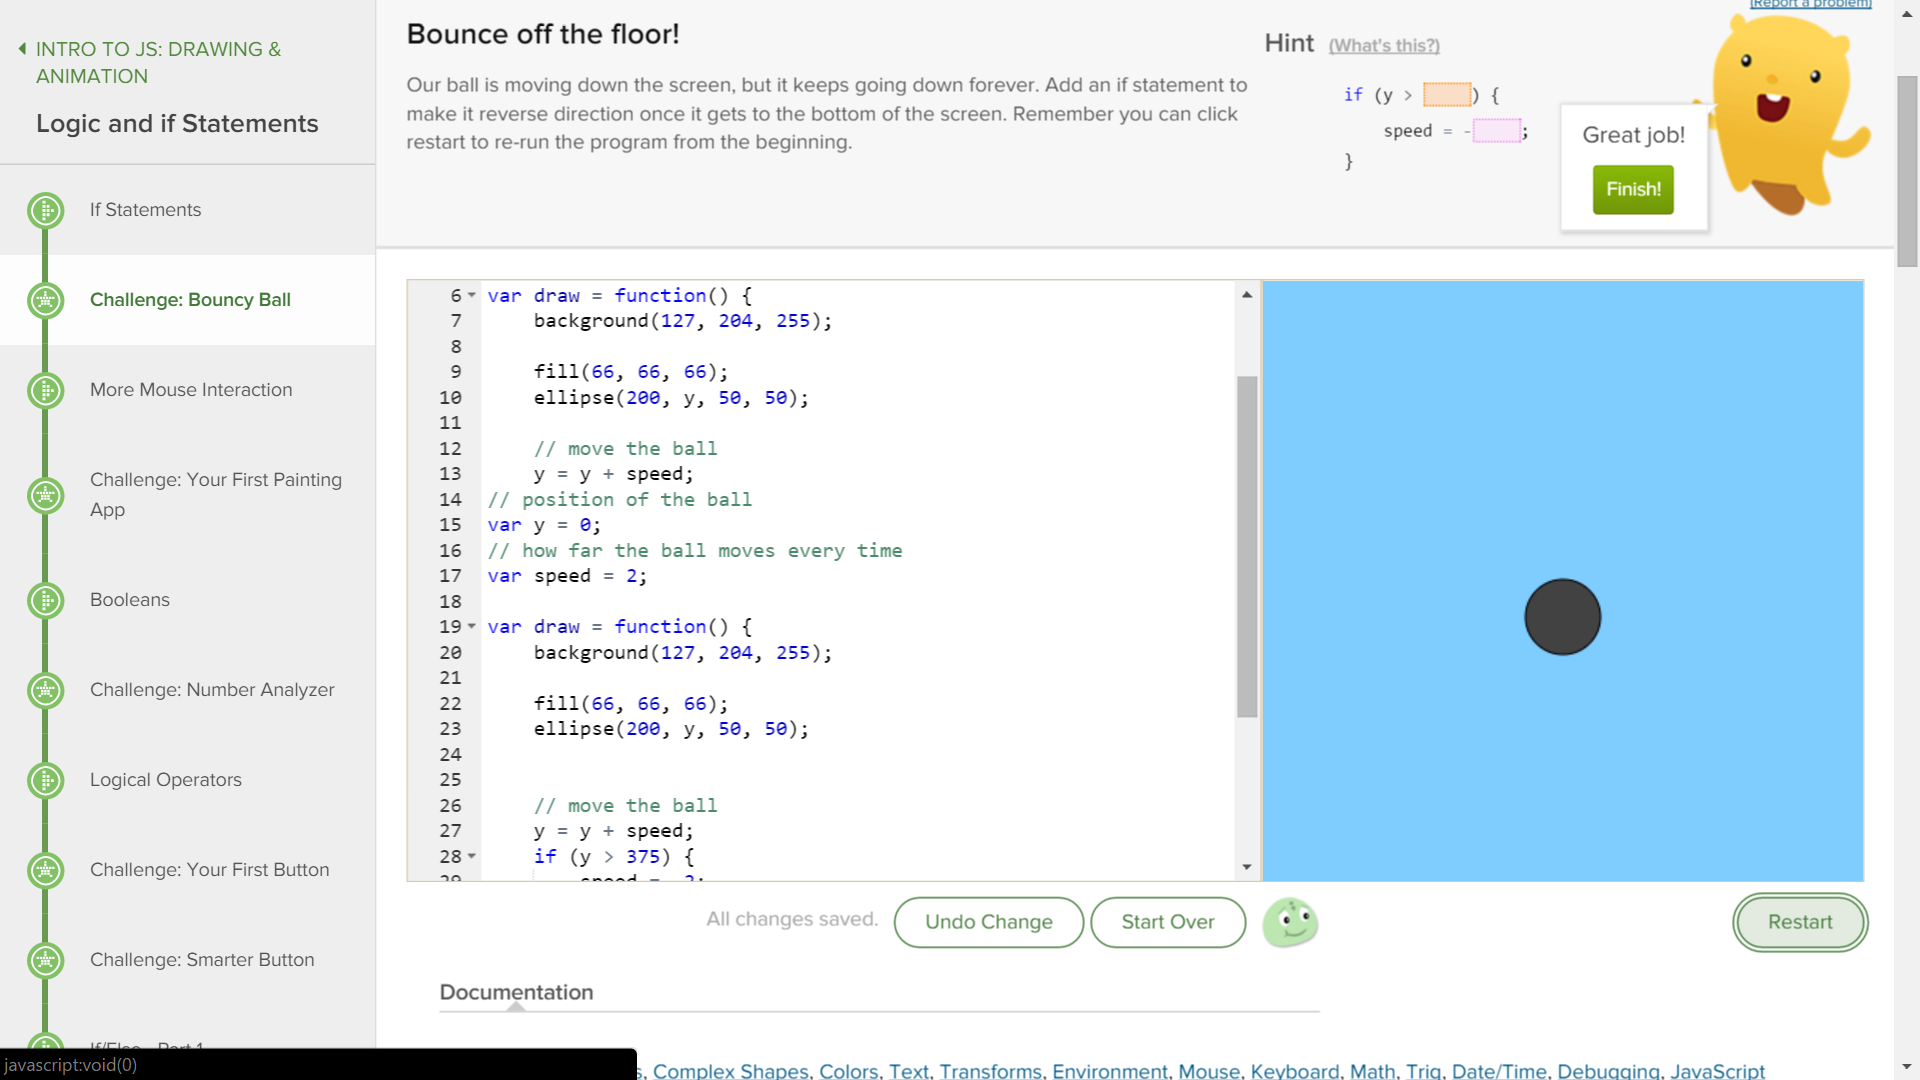 INTRO TO JS: DRAWING &
ANIMATION
Logic and if Statements
If Statements
Challenge: Bouncy Ball
More Mouse Interaction
Challenge: Your First Painting
App
Booleans
Challenge: Number Analyzer
Logical Operators
Challenge: Your First Button
Challenge: Smarter Button
If/Else - Part 1
javascript:void(0)
(Report a problem)
Bounce off the floor!
Our ball is moving down the screen, but it keeps going down forever. Add an if statement to
make it reverse direction once it gets to the bottom of the screen. Remember you can click
restart to re-run the program from the beginning.
Hint (What's this?)
if (y > ) {
speed = - ;
}
Great job!
Finish!
6 var draw = function() {
7 background(127, 204, 255);
8
9 fill(66, 66, 66);
10 ellipse(200, y, 50, 50);
11
12 // move the ball
13 y = y + speed;
14 // position of the ball
15 var y = 0;
16 // how far the ball moves every time
17 var speed = 2;
18
19 var draw = function() {
20 background(127, 204, 255);
21
22 fill(66, 66, 66);
23 ellipse(200, y, 50, 50);
24
25
26 // move the ball
27 y = y + speed;
28 if (y > 375) {
All changes saved.
Undo Change
Start Over
Restart
Documentation
s, Complex Shapes, Colors, Text, Transforms, Environment, Mouse, Keyboard, Math, Trig, Date/Time, Debugging, JavaScript